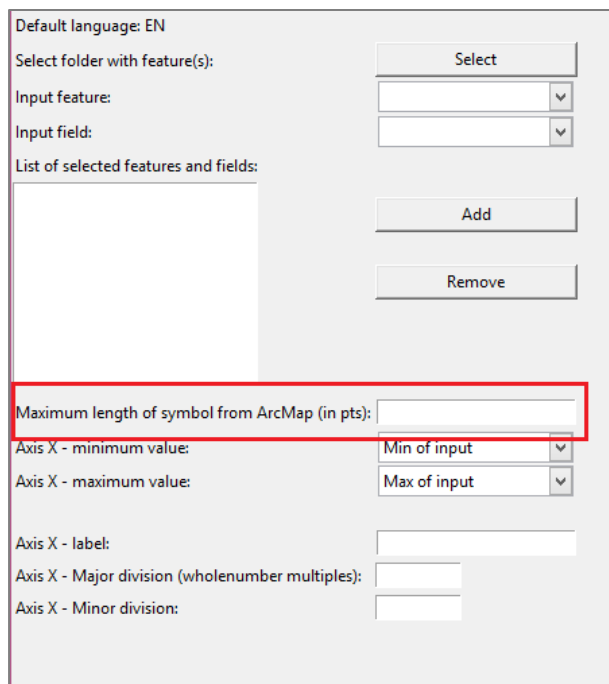 Default language: EN
Select folder with feature(s): Select
Input feature:
Input field:
List of selected features and fields:
Add
Remove
Maximum length of symbol from ArcMap (in pts):
Axis X - minimum value: Min of input
Axis X - maximum value: Max of input
Axis X - label:
Axis X - Major division (wholenumber multiples):
Axis X - Minor division: